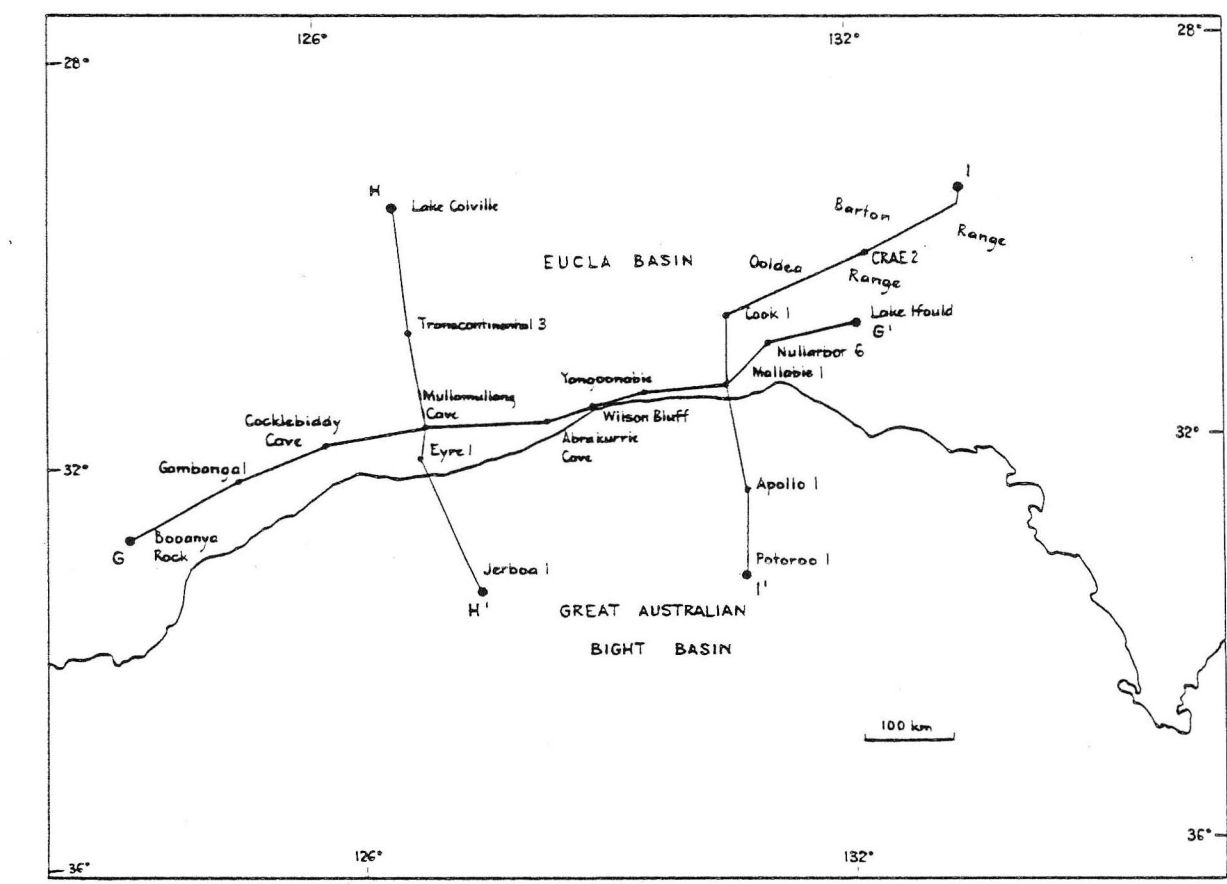 126°
132°
28°
28°
I
H
Lake Colville
Barton
Range
EUCLA BASIN
Ooldea
Range
CRAE 2
Transcontinental 3
Cook 1
Lake Ifould
G'
Nullarbor 6
Yangoonabie
Mallabie 1
Mullamullang
Cave
Cocklebiddy
Cave
Wilson Bluff
32°
Abrakurrie
Cave
Eyre 1
32°
Gambanga 1
Apollo 1
G
Booanya
Rock
Jerboa 1
Potoroo 1
H'
I'
GREAT AUSTRALIAN
BIGHT BASIN
100 km
36°
126°
132°
36°